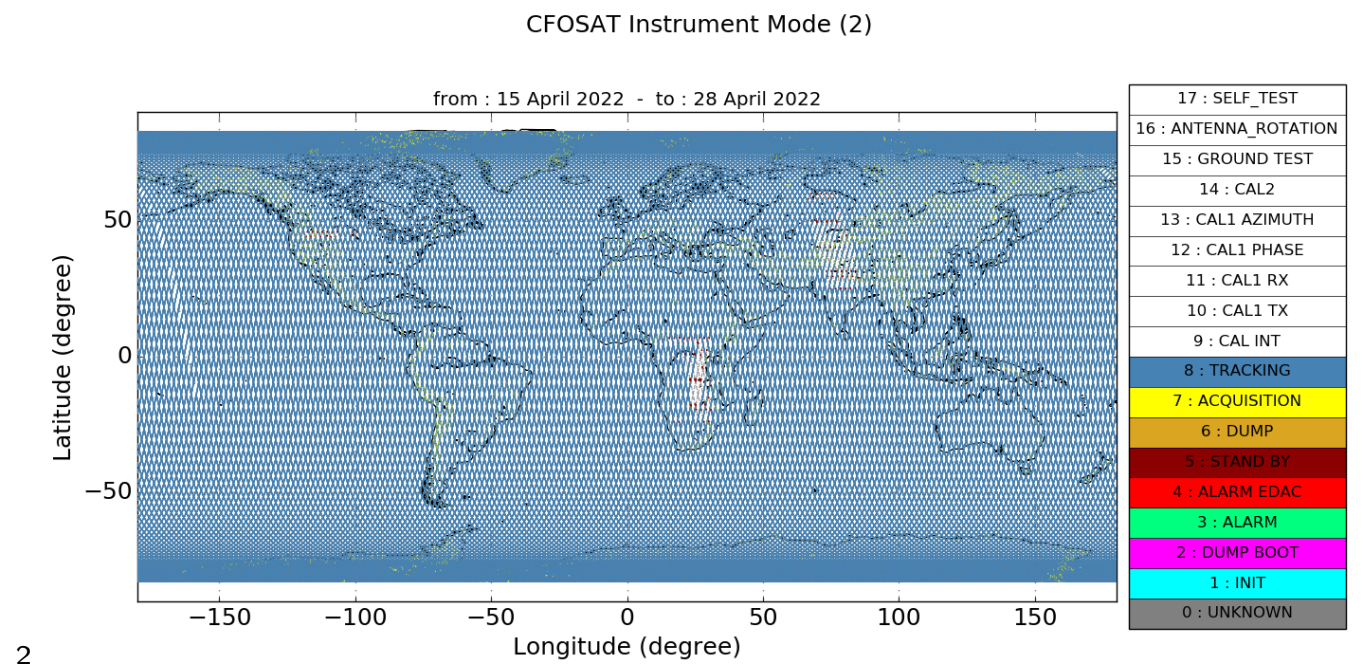 CFOSAT Instrument Mode (2)
from : 15 April 2022  -  to : 28 April 2022
17 : SELF_TEST
16 : ANTENNA_ROTATION
15 : GROUND TEST
14 : CAL2
13 : CAL1 AZIMUTH
12 : CAL1 PHASE
11 : CAL1 RX
10 : CAL1 TX
9 : CAL INT
8 : TRACKING
7 : ACQUISITION
6 : DUMP
5 : STAND BY
4 : ALARM EDAC
3 : ALARM
2 : DUMP BOOT
1 : INIT
0 : UNKNOWN
Latitude (degree)
50
0
−50
−150
−100
−50
0
50
100
150
Longitude (degree)
2